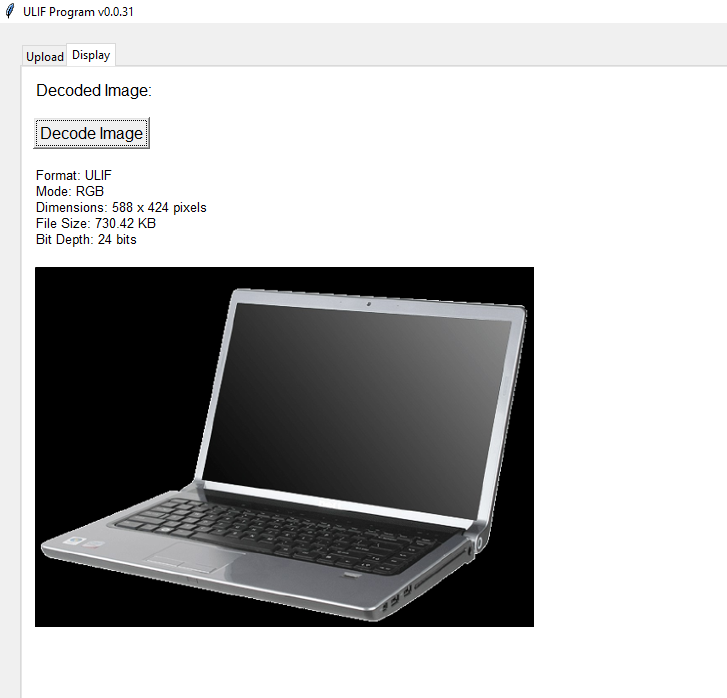 ULIF Program v0.0.31
Upload Display
Decoded Image:
Decode Image
Format: ULIF
Mode: RGB
Dimensions: 588 x 424 pixels
File Size: 730.42 KB
Bit Depth: 24 bits